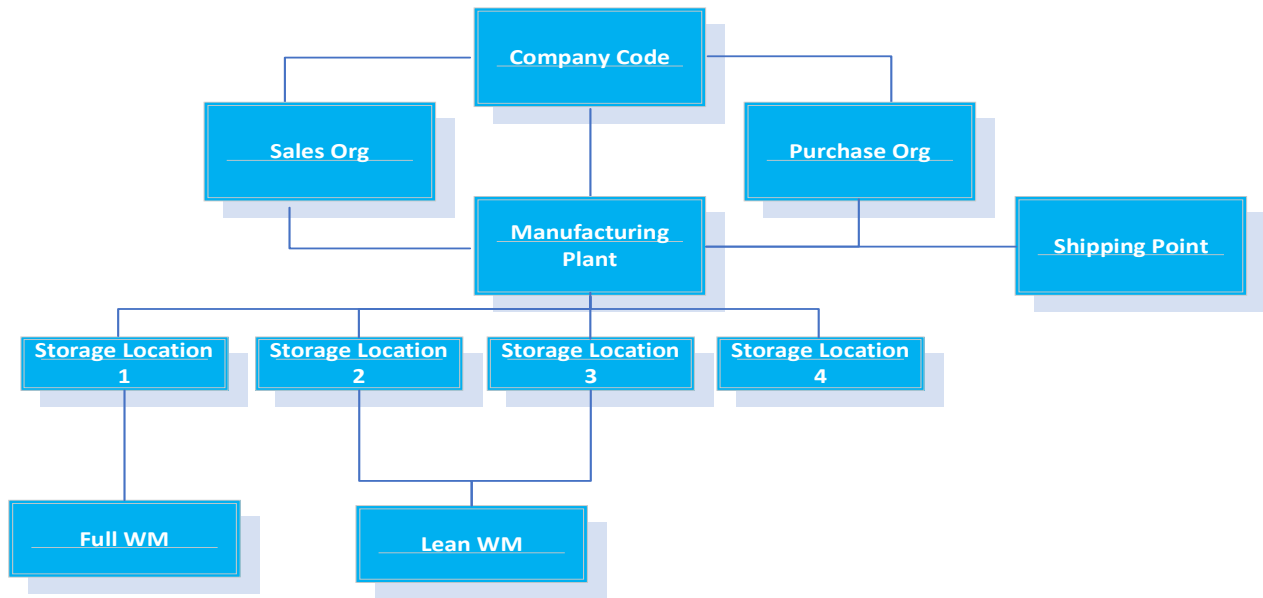 Company Code
Sales Org
Purchase Org
Manufacturing
Plant
Shipping Point
Storage Location
1
Storage Location
2
Storage Location
3
Storage Location
4
Full WM
Lean WM